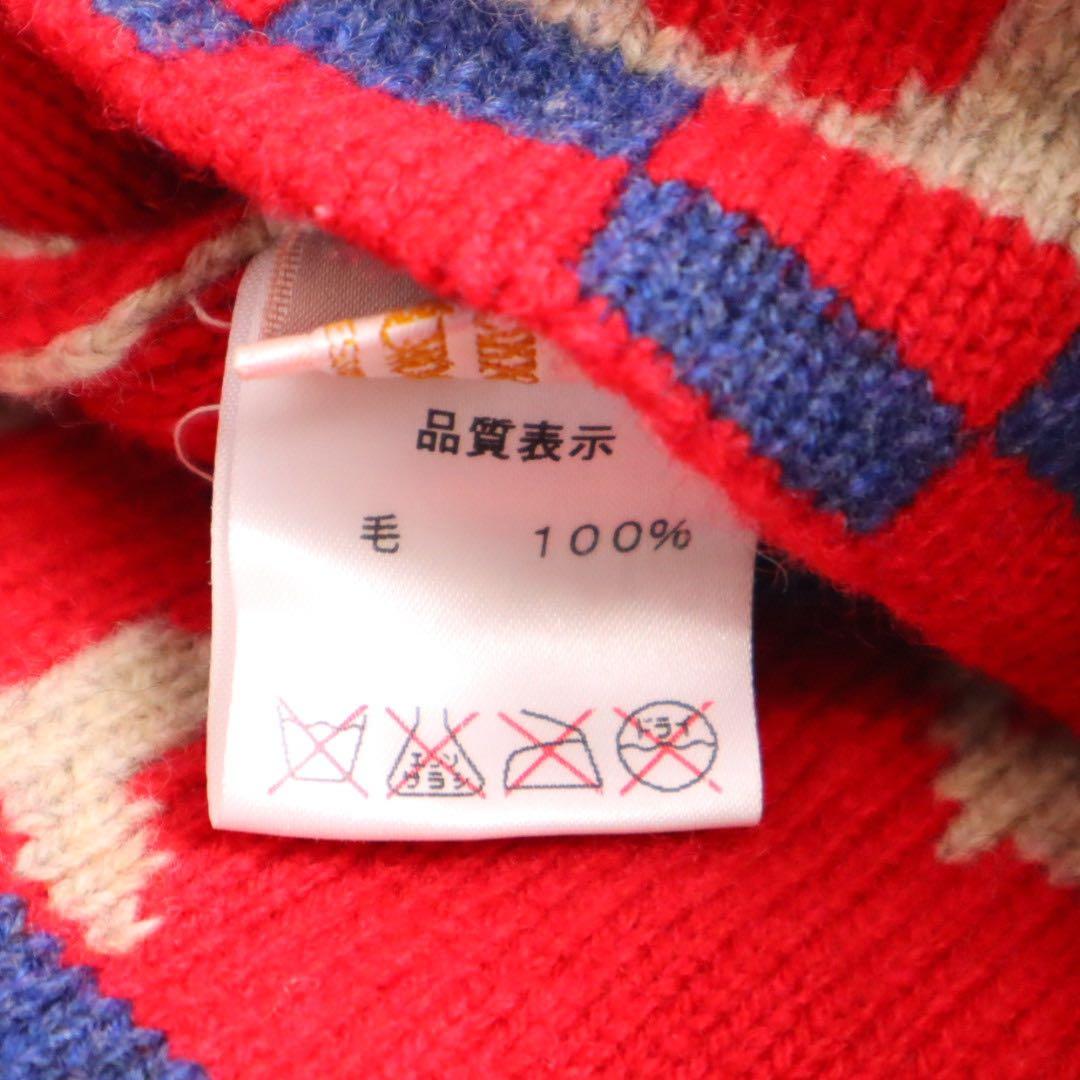 品質表示
毛 100%
エンソ サラシ ドライ